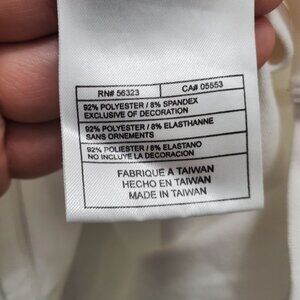 RN# 56323 CA# 05553
92% POLYESTER / 8% SPANDEX
EXCLUSIVE OF DECORATION
92% POLYESTER / 8% ELASTHANNE
SANS ORNEMENTS
92% POLIESTER / 8% ELASTANO
NO INCLUYE LA DECORACION
FABRIQUE A TAIWAN
HECHO EN TAIWAN
MADE IN TAIWAN